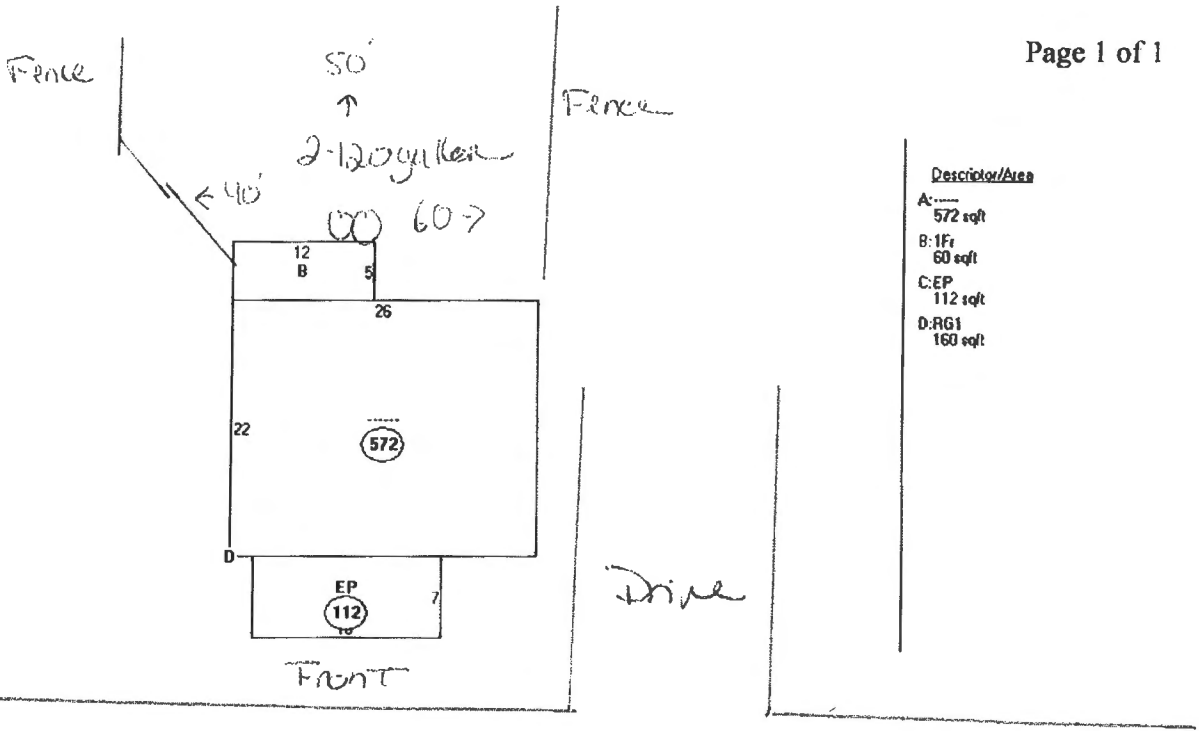 Page 1 of 1
Fence
50'
↑
Fence
2-120 gallon
← 40'
60 →
12
B
5
26
22
572
D
EP
7
112
Front
Drive
Descriptor/Area
A:-----
572 sqft
B:1Fr
60 sqft
C:EP
112 sqft
D:RG1
160 sqft